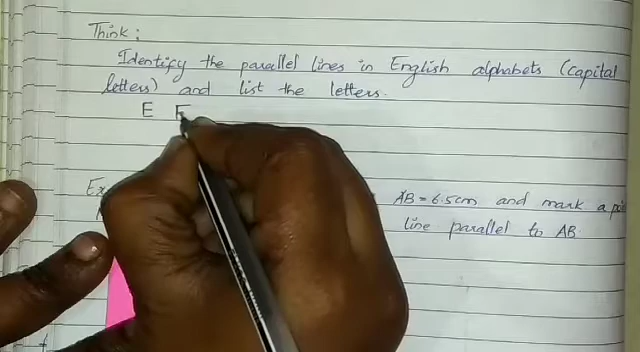 Think:
Identify the parallel lines in English alphabets (capital
letters) and list the letters.
E F
AB = 6.5cm and mark a
line parallel to AB